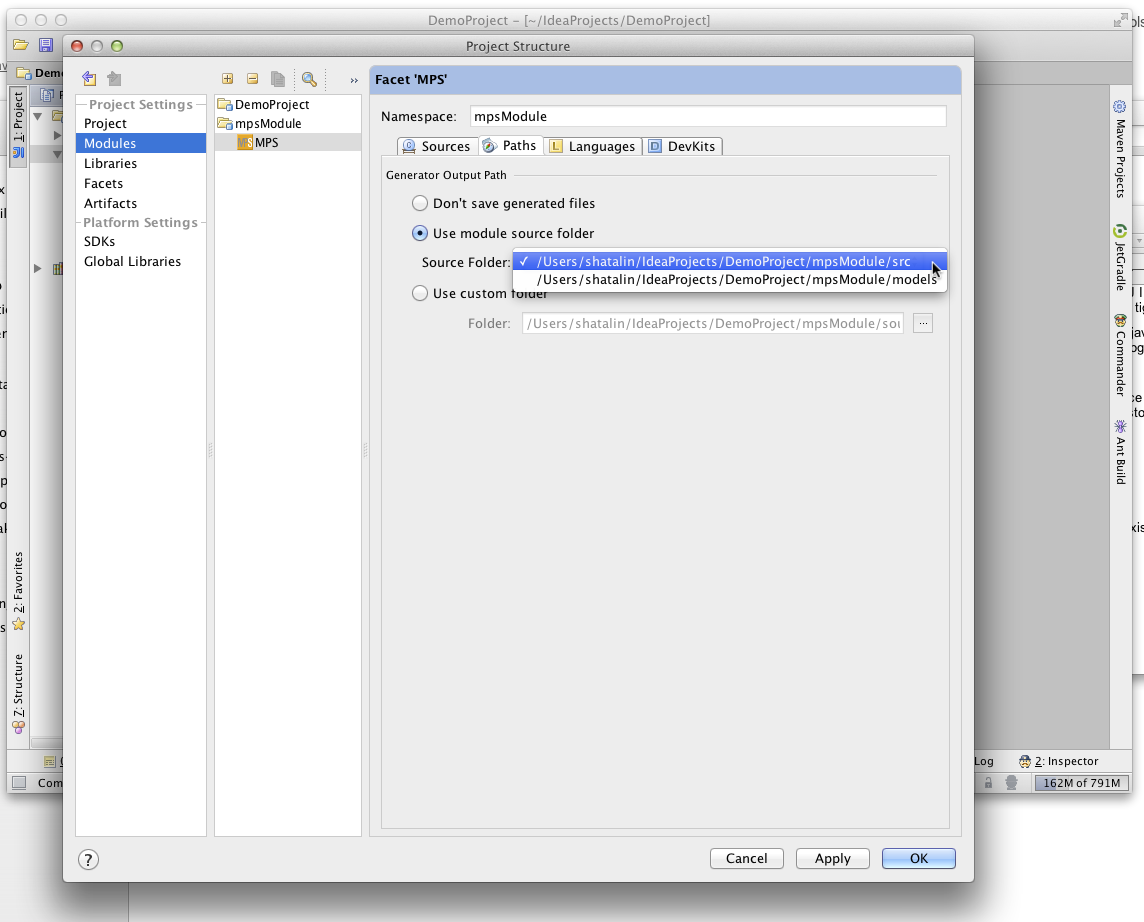 DemoProject – [~/IdeaProjects/DemoProject]
Project Structure
Project Settings
Project
Modules
Libraries
Facets
Artifacts
Platform Settings
SDKs
Global Libraries
DemoProject
mpsModule
MPS
Facet 'MPS'
Namespace: mpsModule
Sources Paths Languages DevKits
Generator Output Path
Don't save generated files
Use module source folder
Source Folder:
✓ /Users/shatalin/IdeaProjects/DemoProject/mpsModule/src
/Users/shatalin/IdeaProjects/DemoProject/mpsModule/models
Use custom folder
Folder: /Users/shatalin/IdeaProjects/DemoProject/mpsModule/sou
...
? Cancel Apply OK
1: Project
2: Favorites
7: Structure
Maven Projects
JetGradle
Commander
Ant Build
Log 2: Inspector
162M of 791M
Demo
Com